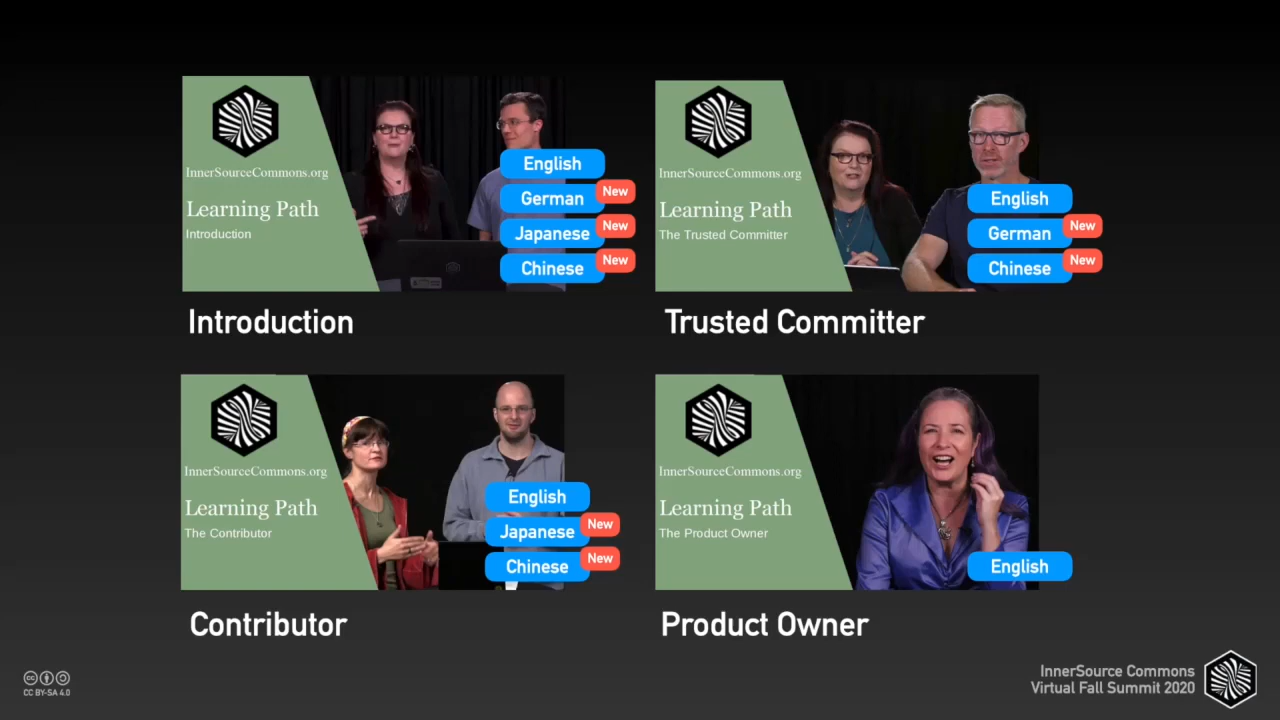 InnerSourceCommons.org
Learning Path
Introduction
English
German
New
Japanese
New
Chinese
New
Introduction
InnerSourceCommons.org
Learning Path
The Trusted Committer
English
German
New
Chinese
New
Trusted Committer
InnerSourceCommons.org
Learning Path
The Contributor
English
Japanese
New
Chinese
New
Contributor
InnerSourceCommons.org
Learning Path
The Product Owner
English
Product Owner
CC BY-SA 4.0
InnerSource Commons
Virtual Fall Summit 2020